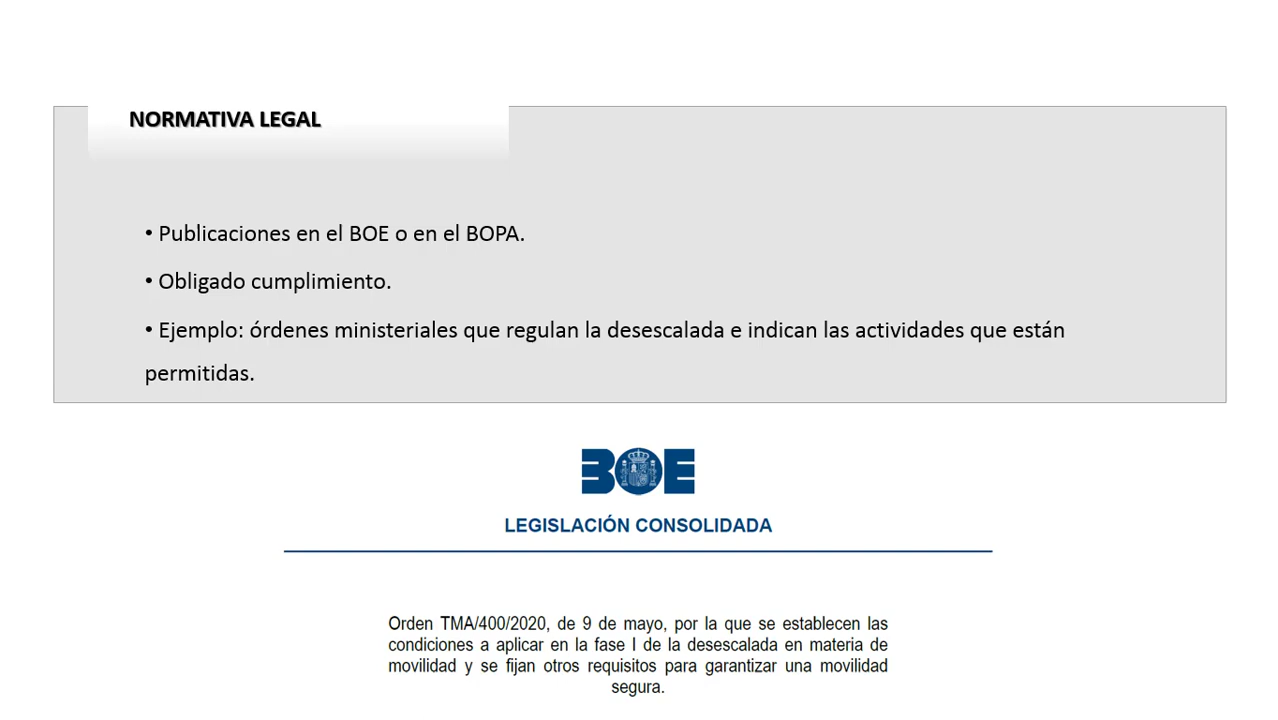 NORMATIVA LEGAL
• Publicaciones en el BOE o en el BOPA.
• Obligado cumplimiento.
• Ejemplo: órdenes ministeriales que regulan la desescalada e indican las actividades que están
permitidas.
BOE
LEGISLACIÓN CONSOLIDADA
Orden TMA/400/2020, de 9 de mayo, por la que se establecen las
condiciones a aplicar en la fase I de la desescalada en materia de
movilidad y se fijan otros requisitos para garantizar una movilidad
segura.